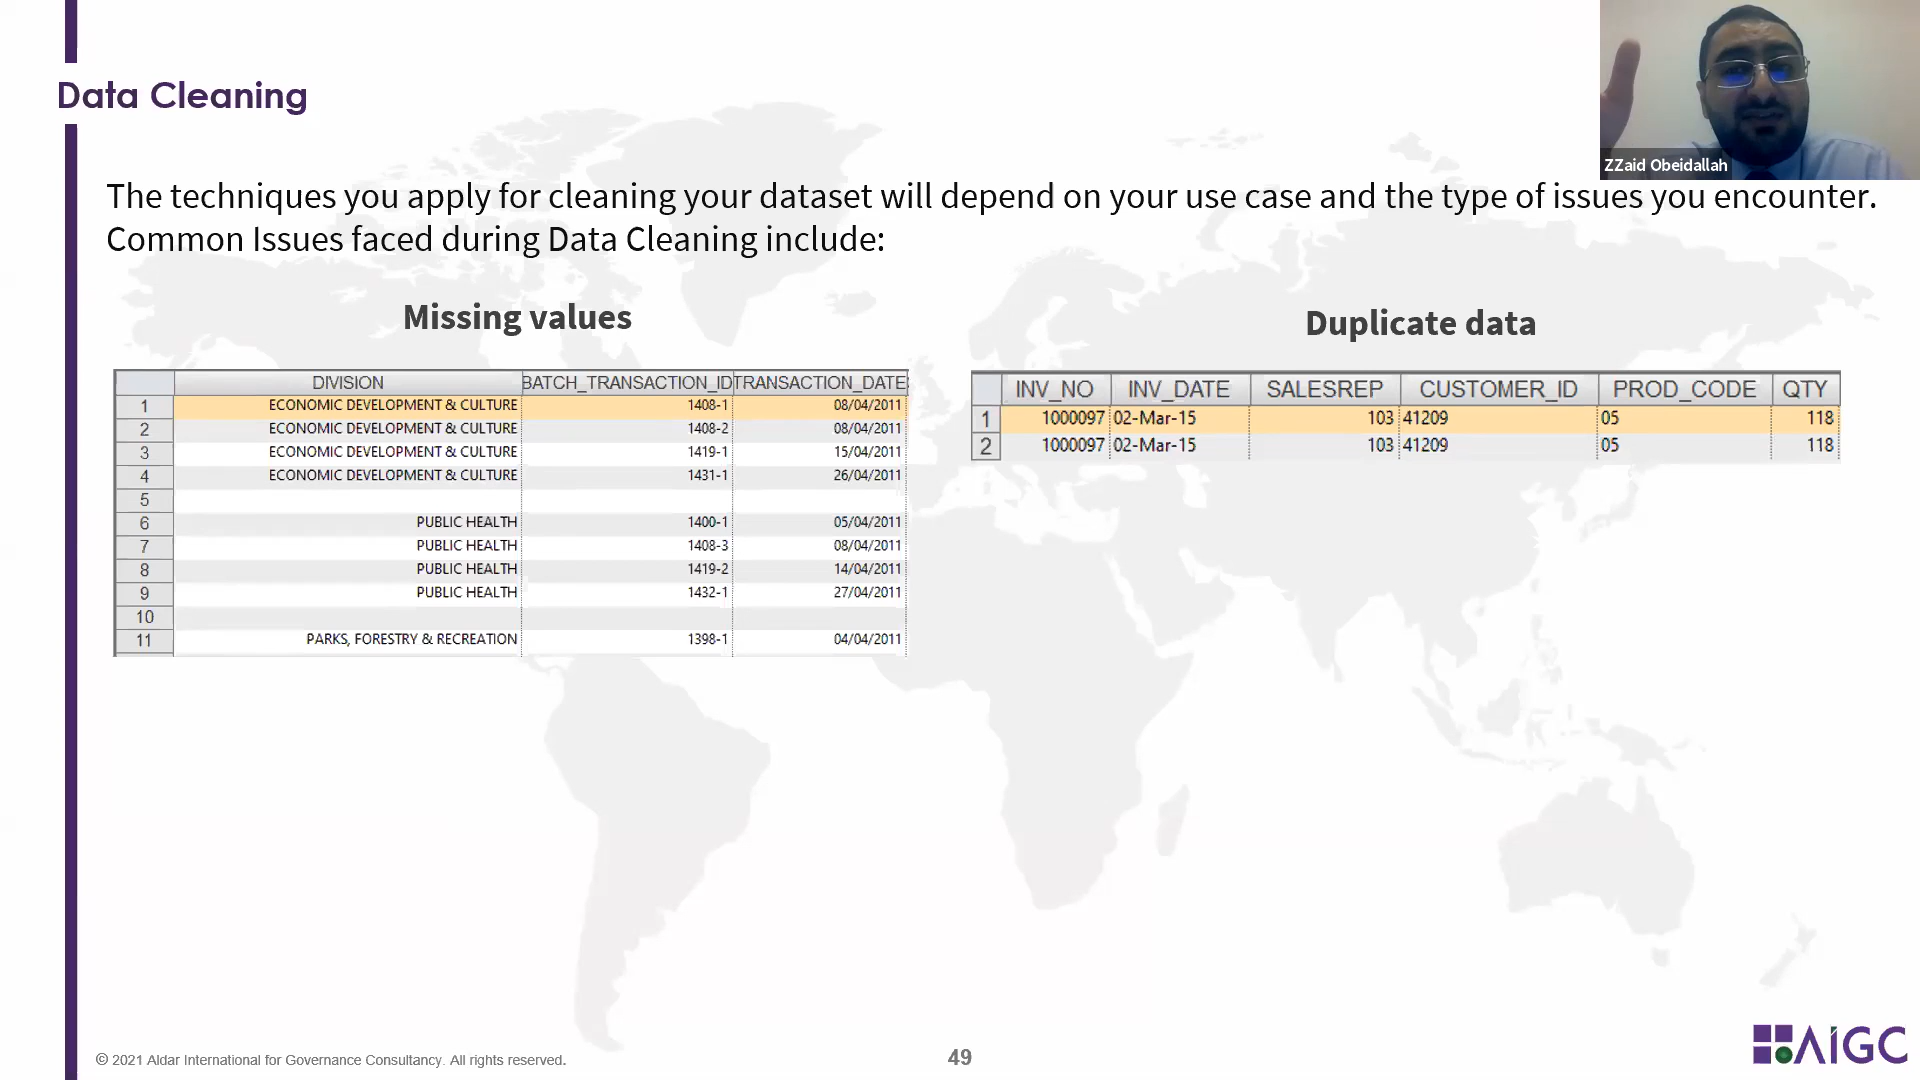 Data Cleaning
ZZaid Obeidallah
The techniques you apply for cleaning your dataset will depend on your use case and the type of issues you encounter.
Common Issues faced during Data Cleaning include:
Missing values
DIVISION BATCH_TRANSACTION_ID TRANSACTION_DATE
1 ECONOMIC DEVELOPMENT & CULTURE 1408-1 08/04/2011
2 ECONOMIC DEVELOPMENT & CULTURE 1408-2 08/04/2011
3 ECONOMIC DEVELOPMENT & CULTURE 1419-1 15/04/2011
4 ECONOMIC DEVELOPMENT & CULTURE 1431-1 26/04/2011
5
6 PUBLIC HEALTH 1400-1 05/04/2011
7 PUBLIC HEALTH 1408-3 08/04/2011
8 PUBLIC HEALTH 1419-2 14/04/2011
9 PUBLIC HEALTH 1432-1 27/04/2011
10
11 PARKS, FORESTRY & RECREATION 1398-1 04/04/2011
Duplicate data
INV_NO INV_DATE SALESREP CUSTOMER_ID PROD_CODE QTY
1 1000097 02-Mar-15 103 41209 05 118
2 1000097 02-Mar-15 103 41209 05 118
© 2021 Aldar International for Governance Consultancy. All rights reserved.
49
AIGC